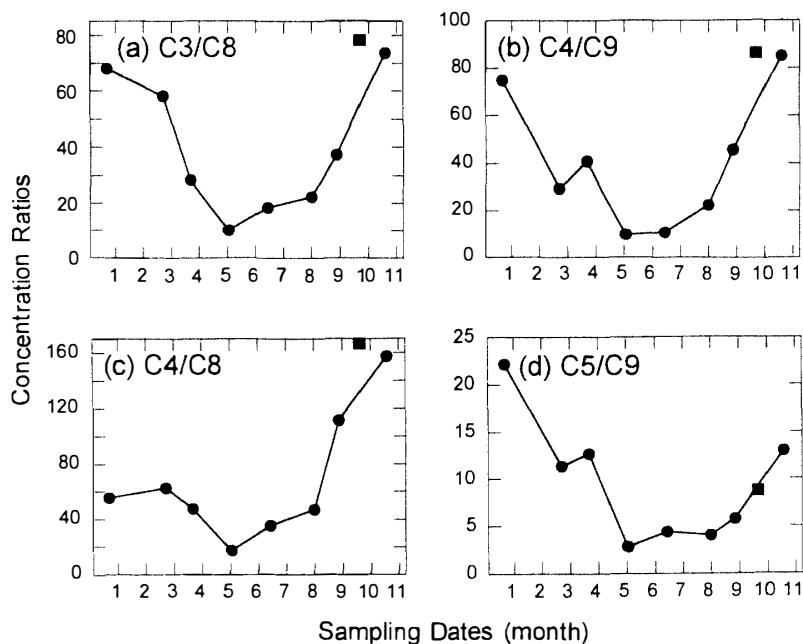 (a) C3/C8
80
60
40
20
0
1 2 3 4 5 6 7 8 9 10 11
(b) C4/C9
100
80
60
40
20
0
1 2 3 4 5 6 7 8 9 10 11
(c) C4/C8
160
120
80
40
0
1 2 3 4 5 6 7 8 9 10 11
(d) C5/C9
25
20
15
10
5
0
1 2 3 4 5 6 7 8 9 10 11
Concentration Ratios
Sampling Dates (month)